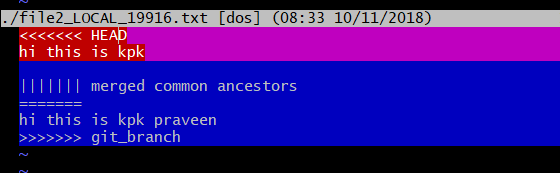 ./file2_LOCAL_19916.txt [dos] (08:33 10/11/2018)
<<<<<<< HEAD
hi this is kpk
||||||| merged common ancestors
=======
hi this is kpk praveen
>>>>>>> git_branch
~
~